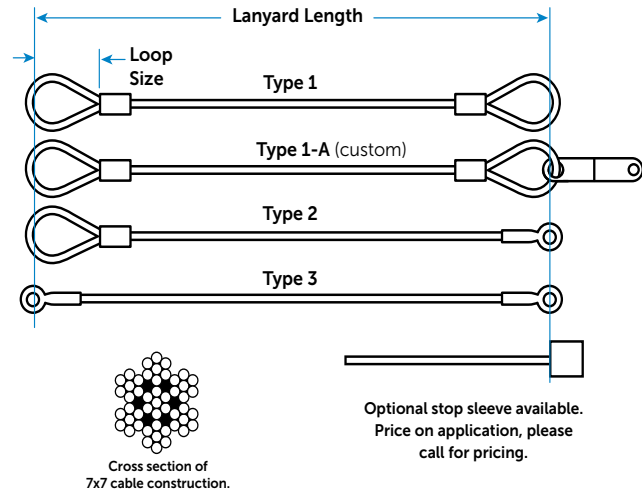 Lanyard Length
Loop
Size
Type 1
Type 1-A (custom)
Type 2
Type 3
Cross section of
7x7 cable construction.
Optional stop sleeve available.
Price on application, please
call for pricing.